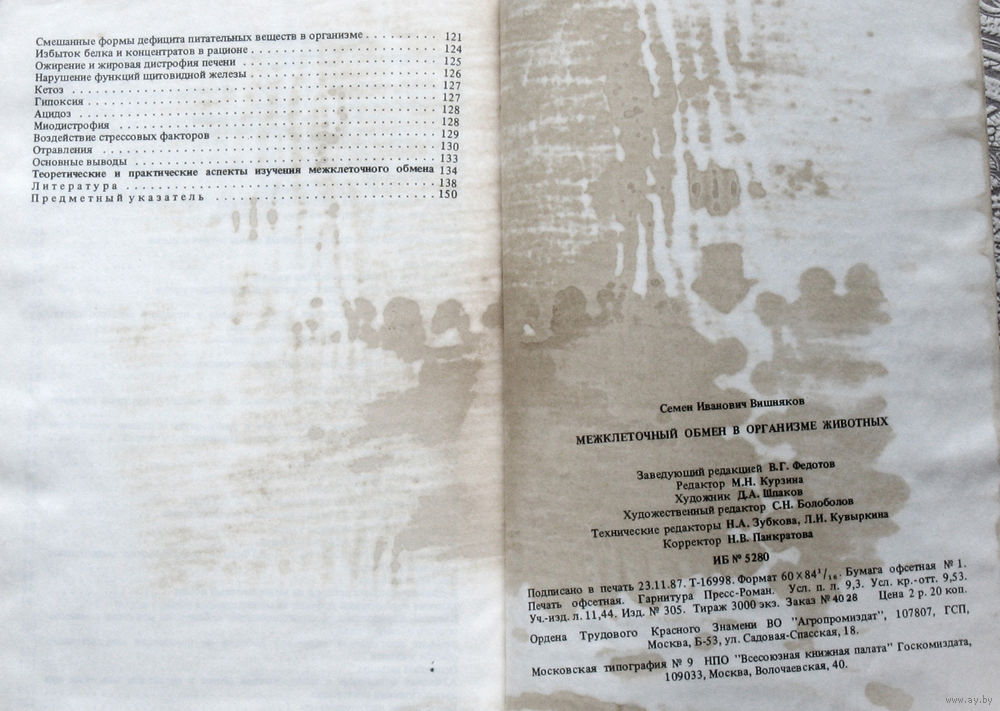 Смешанные формы дефицита питательных веществ в организме . . . . . . . . . . 121
Избыток белка и концентратов в рационе . . . . . . . . . . . . . . . . . . . . . . . . . 124
Ожирение и жировая дистрофия печени . . . . . . . . . . . . . . . . . . . . . . . . . 125
Нарушение функций щитовидной железы . . . . . . . . . . . . . . . . . . . . . . . 126
Кетоз . . . . . . . . . . . . . . . . . . . . . . . . . . . . . . . . . . . . . . . . . . . . . . . 127
Гипоксия . . . . . . . . . . . . . . . . . . . . . . . . . . . . . . . . . . . . . . . . . . . . 127
Ацидоз . . . . . . . . . . . . . . . . . . . . . . . . . . . . . . . . . . . . . . . . . . . . . 128
Миодистрофия . . . . . . . . . . . . . . . . . . . . . . . . . . . . . . . . . . . . . . . . 128
Воздействие стрессовых факторов . . . . . . . . . . . . . . . . . . . . . . . . . . . . 129
Отравления . . . . . . . . . . . . . . . . . . . . . . . . . . . . . . . . . . . . . . . . . . 130
Основные выводы . . . . . . . . . . . . . . . . . . . . . . . . . . . . . . . . . . . . . . 133
Теоретические и практические аспекты изучения межклеточного обмена 134
Литература . . . . . . . . . . . . . . . . . . . . . . . . . . . . . . . . . . . . . . . . . . 138
Предметный указатель . . . . . . . . . . . . . . . . . . . . . . . . . . . . . . . . . . 150
Семен Иванович Вишняков
МЕЖКЛЕТОЧНЫЙ ОБМЕН В ОРГАНИЗМЕ ЖИВОТНЫХ
Заведующий редакцией В.Г. Федотов
Редактор М.Н. Курзина
Художник Д.А. Шпаков
Художественный редактор С.Н. Болоболов
Технические редакторы Н.А. Зубкова, Л.И. Кувыркина
Корректор Н.В. Панкратова
ИБ № 5280
Подписано в печать 23.11.87. Т-16998. Формат 60 X 84¹/₁₆. Бумага офсетная № 1.
Печать офсетная. Гарнитура Пресс-Роман. Усл. п. л. 9,3. Усл. кр.-отт. 9,53.
Уч.-изд. л. 11,44. Изд. № 305. Тираж 3000 экз. Заказ № 4028 Цена 2 р. 20 коп.
Ордена Трудового Красного Знамени ВО "Агропромиздат", 107807, ГСП,
Москва, Б-53, ул. Садовая-Спасская, 18.
Московская типография № 9 НПО "Всесоюзная книжная палата" Госкомиздата,
109033, Москва, Волочаевская, 40.
www.ay.by